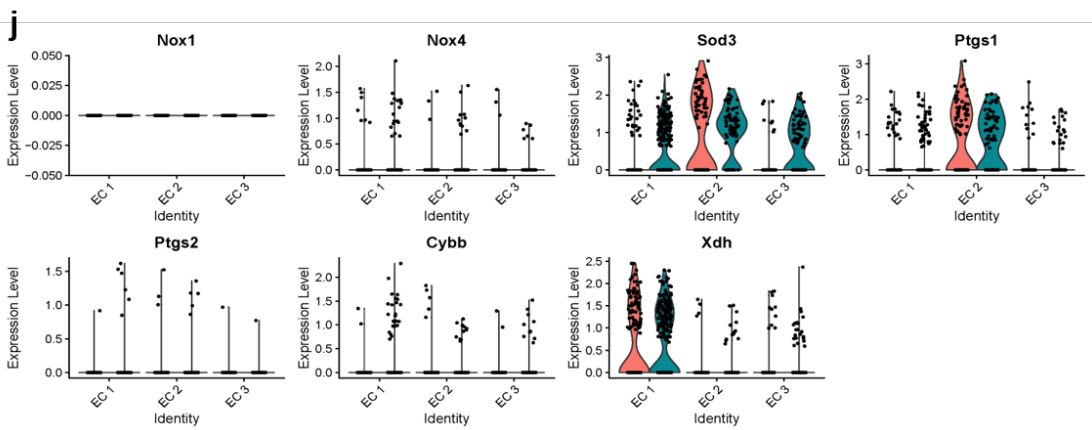 j
Nox1
Nox4
Sod3
Ptgs1
Expression Level
0.050
0.025
0.000
−0.025
−0.050
EC 1
EC 2
EC 3
Identity
Expression Level
2.0
1.5
1.0
0.5
0.0
EC 1
EC 2
EC 3
Identity
Expression Level
3
2
1
0
EC 1
EC 2
EC 3
Identity
Expression Level
3
2
1
0
EC 1
EC 2
EC 3
Identity
Ptgs2
Cybb
Xdh
Expression Level
1.5
1.0
0.5
0.0
EC 1
EC 2
EC 3
Identity
Expression Level
2.0
1.5
1.0
0.5
0.0
EC 1
EC 2
EC 3
Identity
Expression Level
2.5
2.0
1.5
1.0
0.5
0.0
EC 1
EC 2
EC 3
Identity